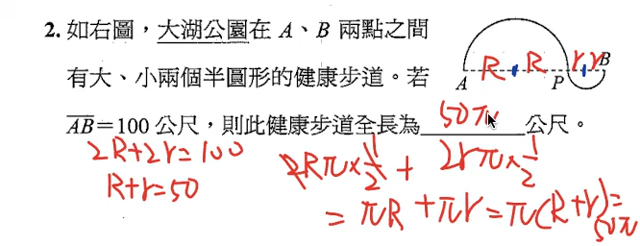 2. 如右圖，大湖公園在 A、B 兩點之間
有大、小兩個半圓形的健康步道。若
AB=100 公尺，則此健康步道全長為 50π 公尺。
A R R P r r B
2R+2r=100
R+r=50
2Rπ×1/2 + 2rπ×1/2
= πR + πr = π(R+r) =
50π